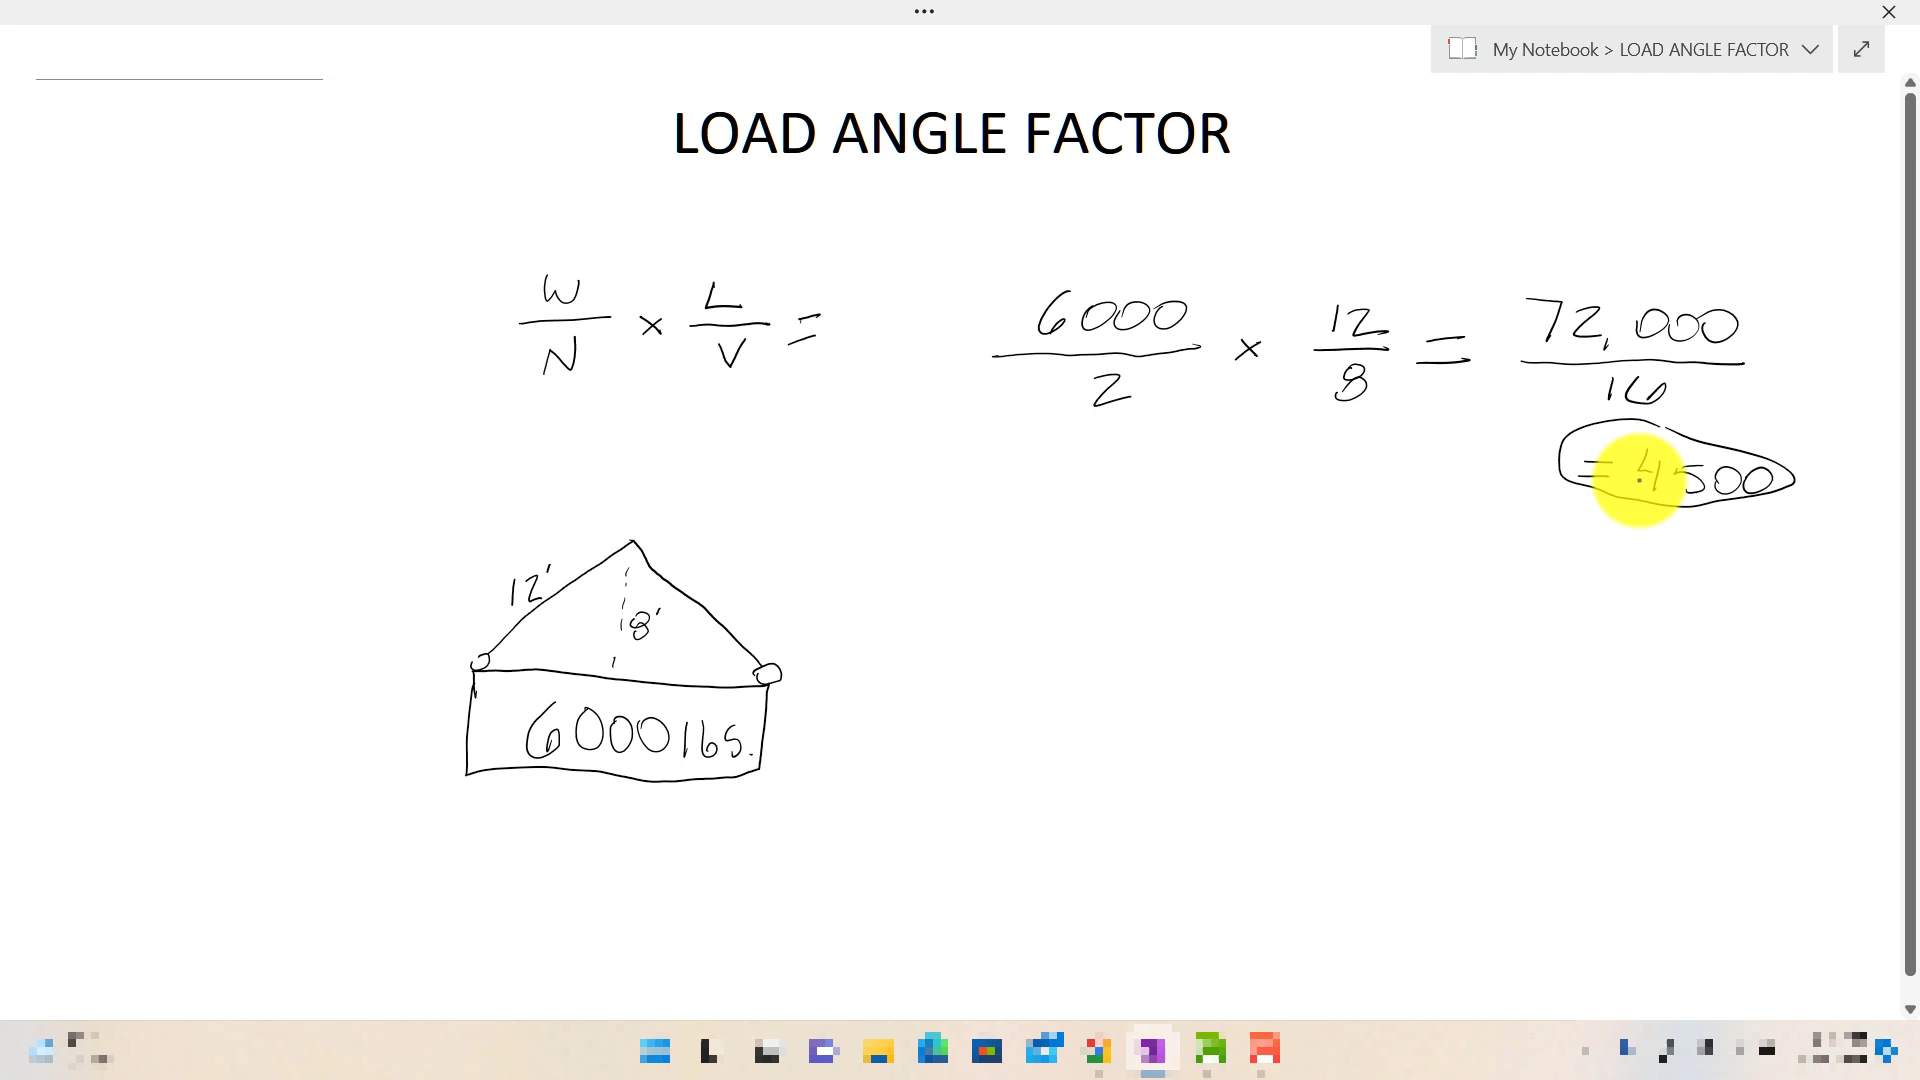 My Notebook > LOAD ANGLE FACTOR
LOAD ANGLE FACTOR
W/N × L/V =
6000/2 × 12/8 = 72,000/16
= 4500
12'
8'
6000 lbs.